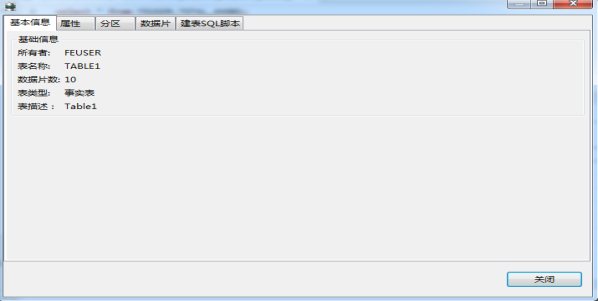 基本信息 属性 分区 数据片 建表SQL脚本
基础信息
所有者: FEUSER
表名称: TABLE1
数据片数: 10
表类型: 事实表
表描述： Table1
关闭